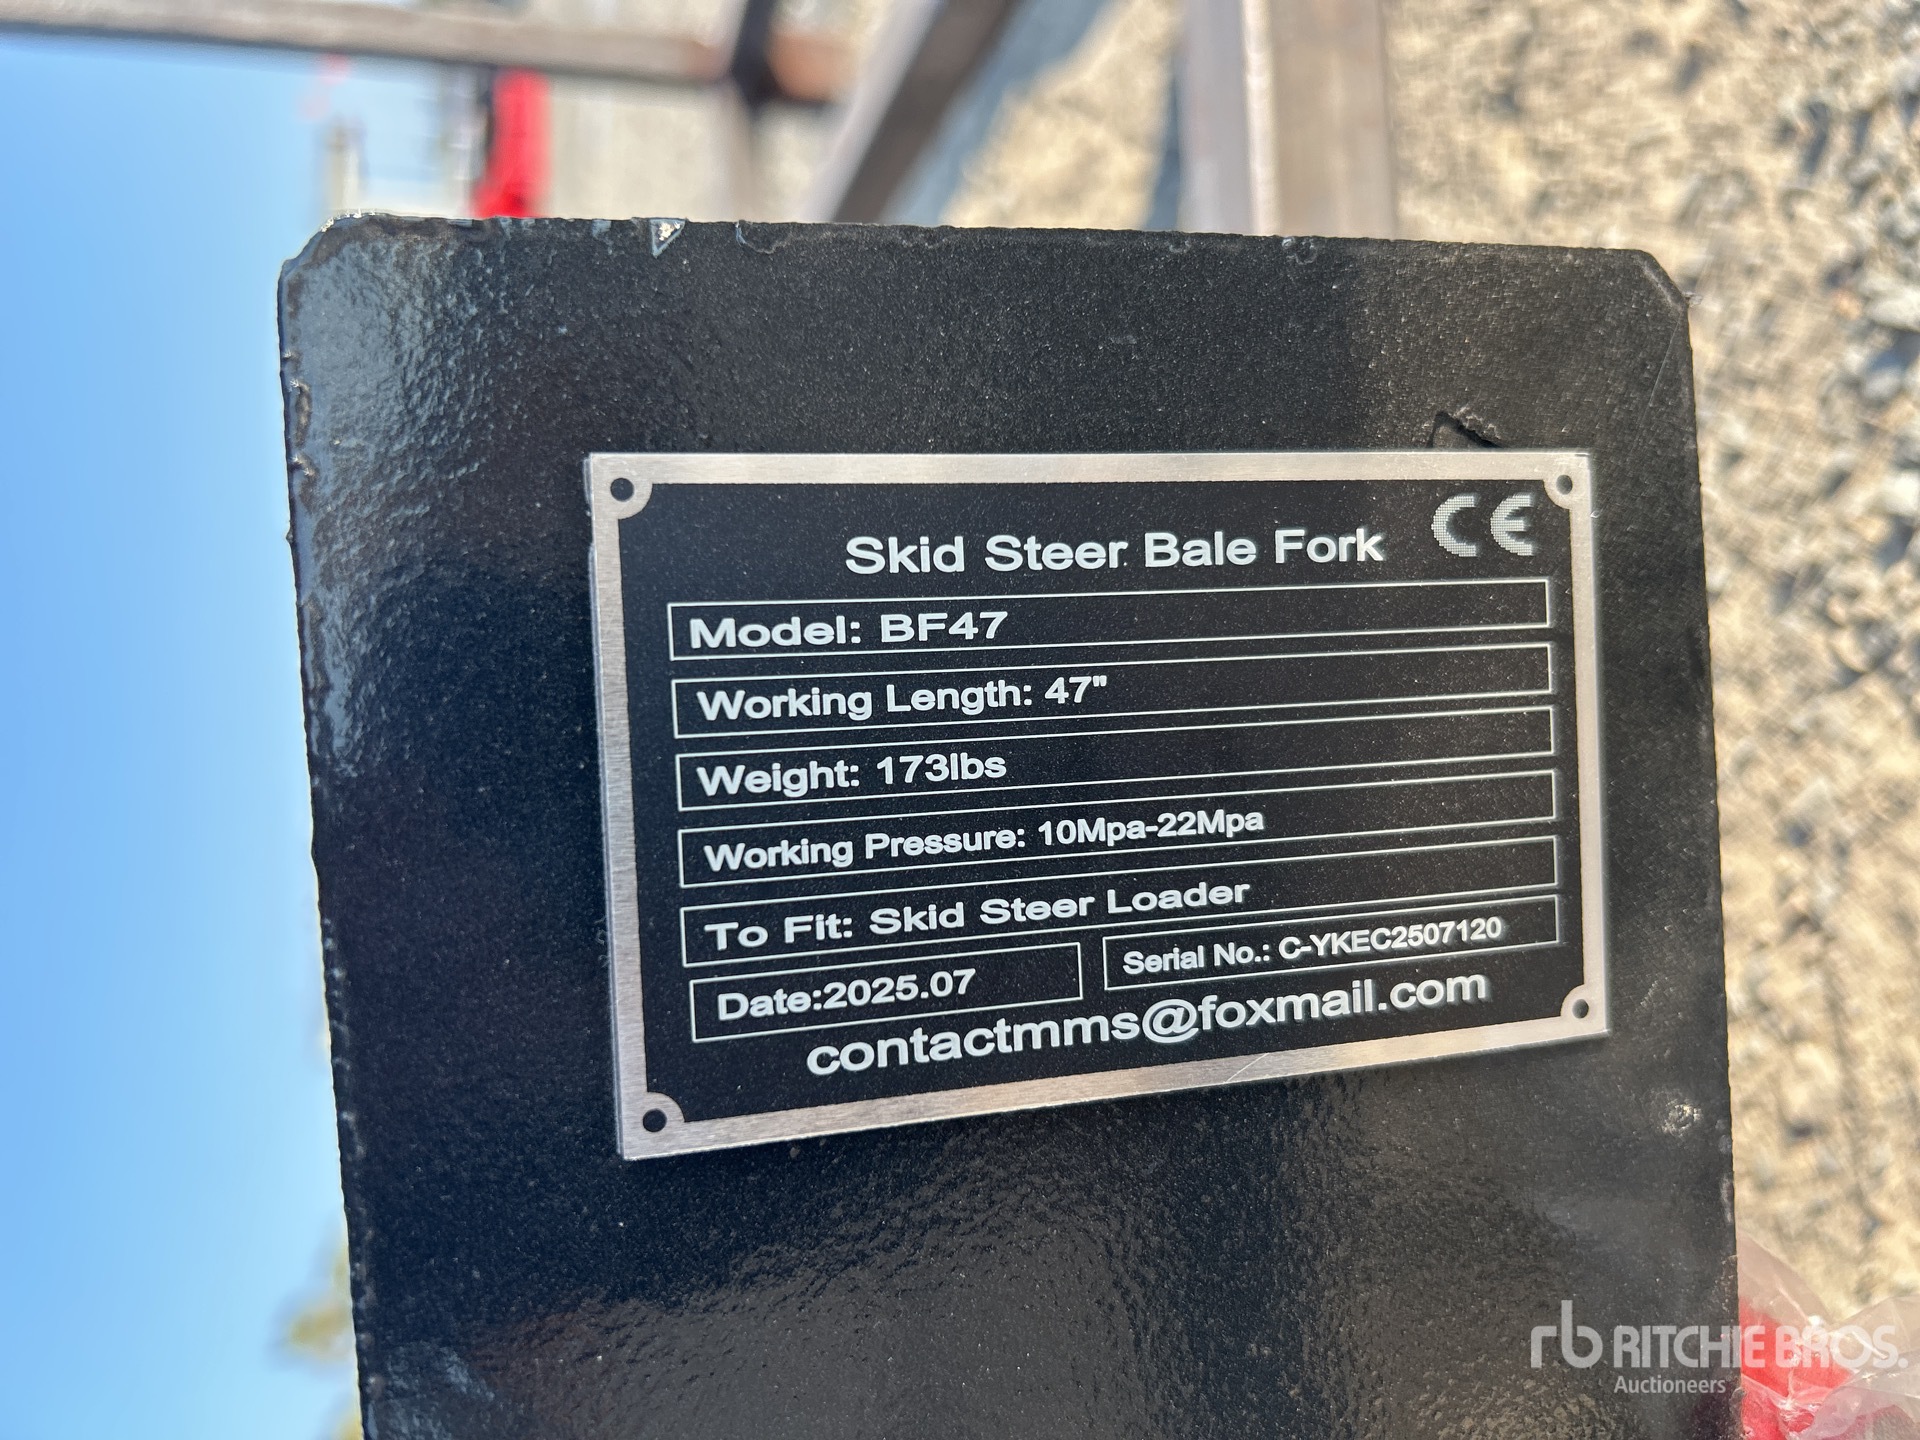 CE
Skid Steer Bale Fork
Model: BF47
Working Length: 47"
Weight: 173lbs
Working Pressure: 10Mpa-22Mpa
To Fit: Skid Steer Loader
Date:2025.07
Serial No.: C-YKEC2507120
contactmms@foxmail.com
rb RITCHIE BROS.
Auctioneers